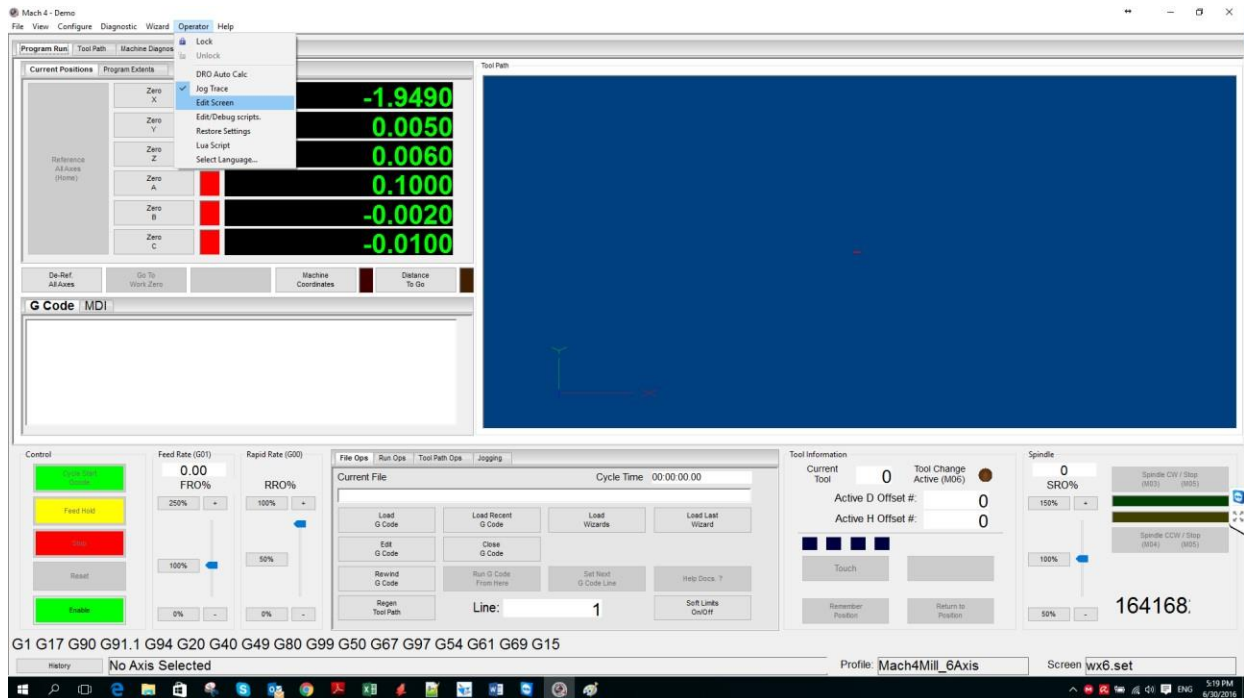 Mach 4 - Demo
File View Configure Diagnostic Wizard Operator Help
Program Run Tool Path Machine Diagnos
Lock
Unlock
DRO Auto Calc
Jog Trace
Edit Screen
Edit/Debug scripts.
Restore Settings
Lua Script
Select Language...
Current Positions Program Extents
Tool Path
Reference
All Axes
(Home)
Zero
X
-1.9490
Zero
Y
0.0050
Zero
Z
0.0060
Zero
A
0.1000
Zero
B
-0.0020
Zero
C
-0.0100
De-Ref.
All Axes
Go To
Work Zero
Machine
Coordinates
Distance
To Go
G Code MDI
Control
Cycle Start
Gcode
Feed Hold
Stop
Reset
Enable
Feed Rate (G01)
0.00
FRO%
250% +
100%
0% -
Rapid Rate (G00)
RRO%
100% +
50%
0% -
File Ops Run Ops Tool Path Ops Jogging
Current File
Cycle Time 00:00:00.00
Load
G Code
Load Recent
G Code
Load
Wizards
Load Last
Wizard
Edit
G Code
Close
G Code
Rewind
G Code
Run G Code
From Here
Set Next
G Code Line
Help Docs ?
Regen
Tool Path
Line: 1
Soft Limits
On/Off
Tool Information
Current
Tool
0
Tool Change
Active (M06)
Active D Offset #: 0
Active H Offset #: 0
Touch
Remember
Position
Return to
Position
Spindle
0
SRO%
150% +
100%
50% -
Spindle CW / Stop
(M03) (M05)
Spindle CCW / Stop
(M04) (M05)
164168
G1 G17 G90 G91.1 G94 G20 G40 G49 G80 G99 G50 G67 G97 G54 G61 G69 G15
History No Axis Selected
Profile: Mach4Mill_6Axis
Screen wx6.set
ENG
5:19 PM
6/30/2016